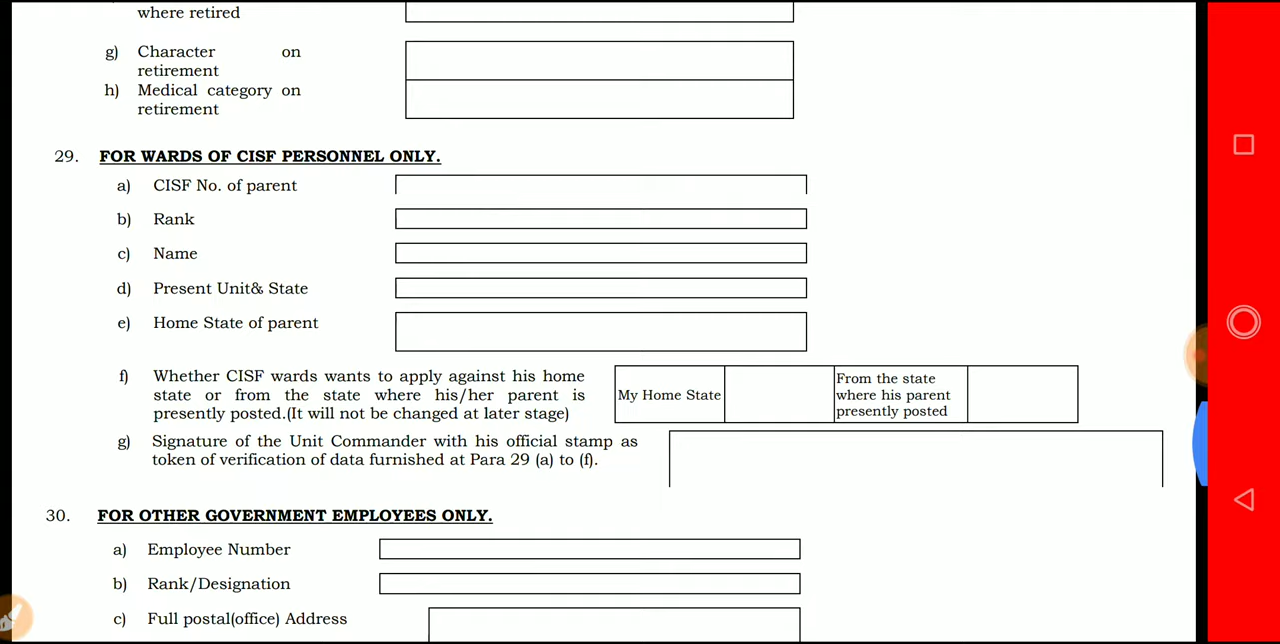 where retired
g) Character on
retirement
h) Medical category on
retirement
29. FOR WARDS OF CISF PERSONNEL ONLY.
a) CISF No. of parent
b) Rank
c) Name
d) Present Unit& State
e) Home State of parent
f) Whether CISF wards wants to apply against his home
state or from the state where his/her parent is
presently posted.(It will not be changed at later stage)
My Home State
From the state
where his parent
presently posted
g) Signature of the Unit Commander with his official stamp as
token of verification of data furnished at Para 29 (a) to (f).
30. FOR OTHER GOVERNMENT EMPLOYEES ONLY.
a) Employee Number
b) Rank/Designation
c) Full postal(office) Address